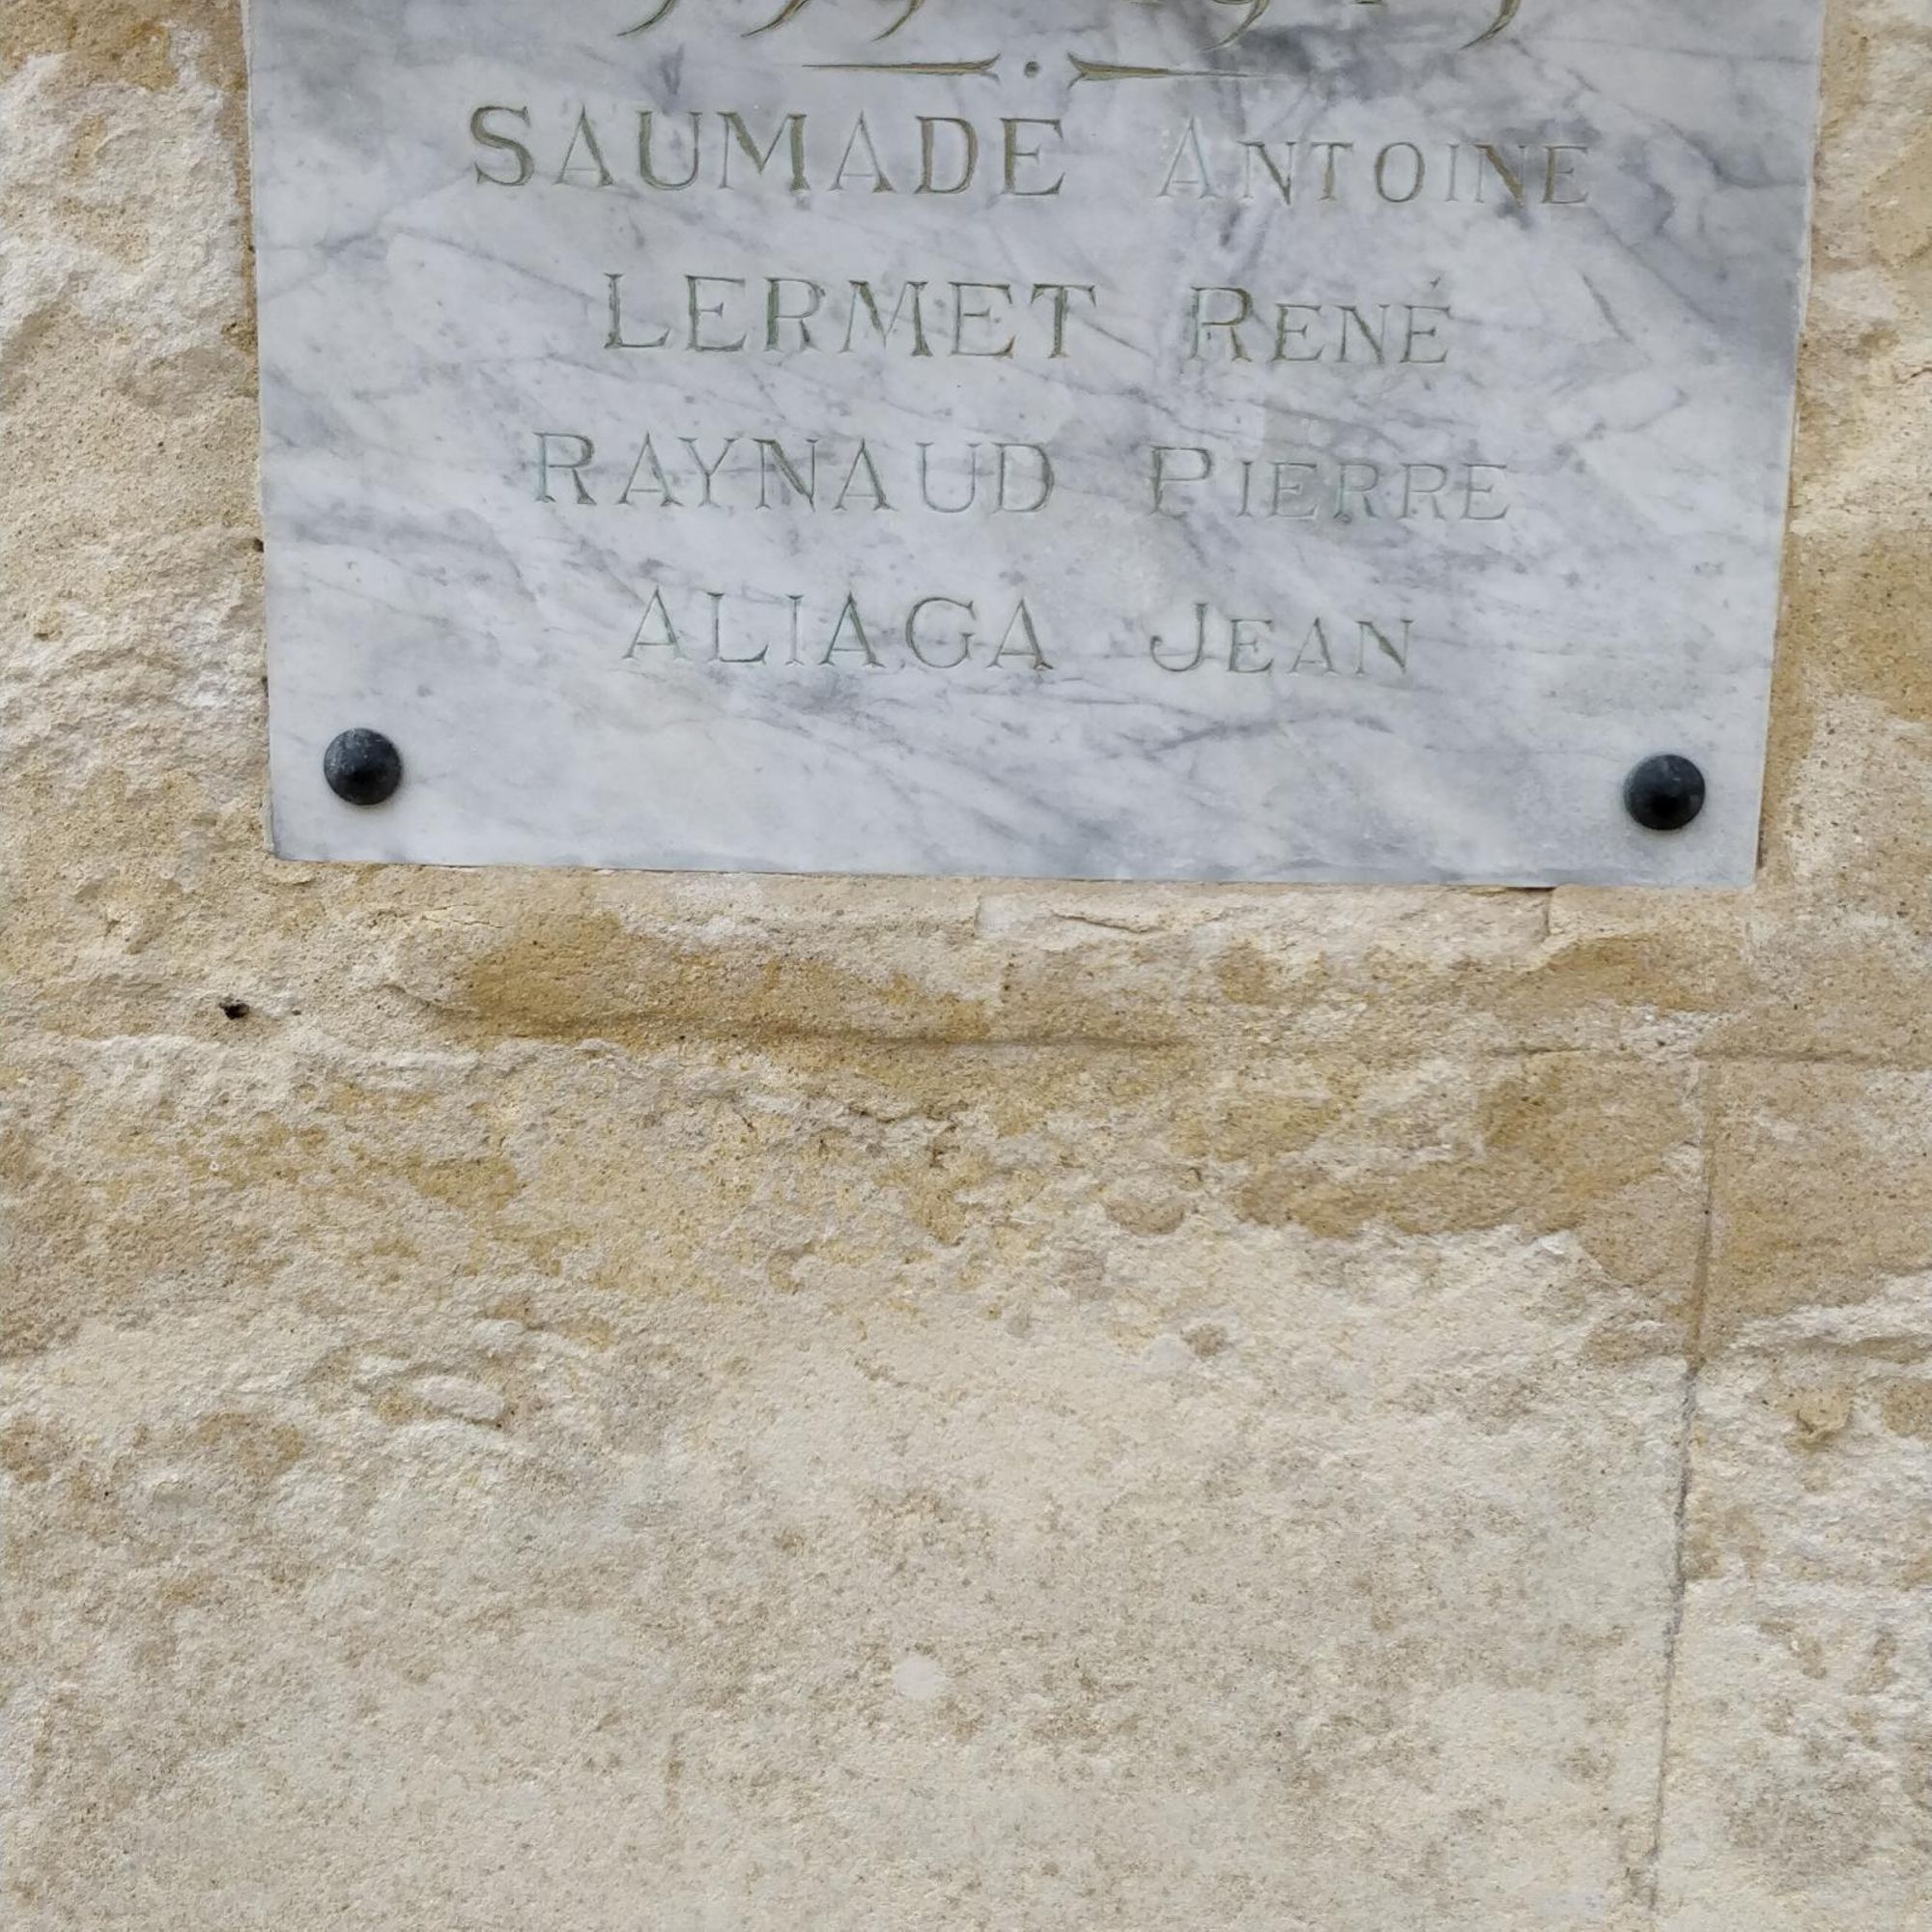 SAUMADE ANTOINE
LERMET RENÉ
RAYNAUD PIERRE
ALIAGA JEAN